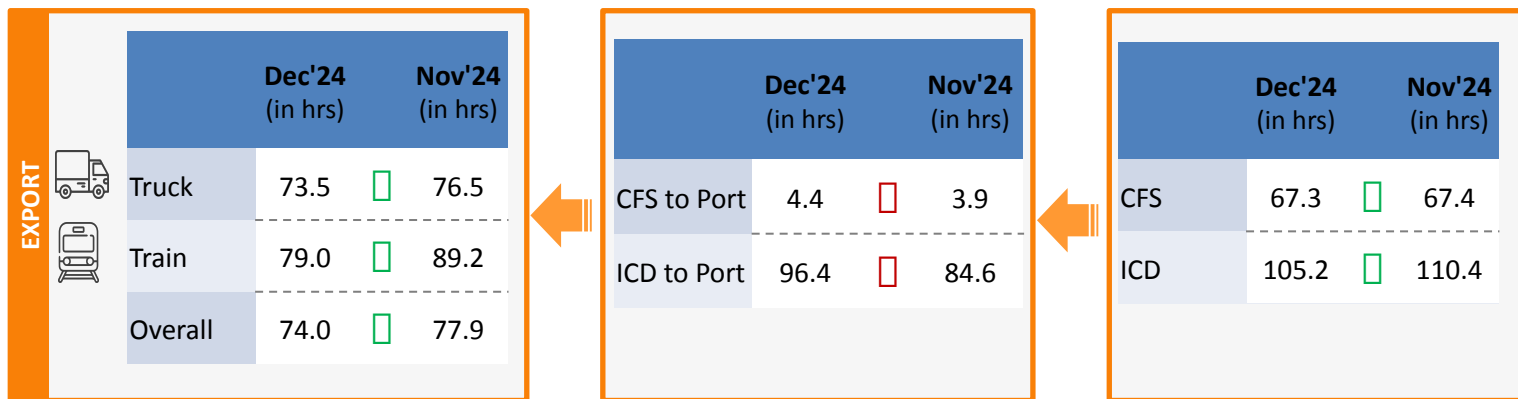 EXPORT
Dec'24 Nov'24
(in hrs) (in hrs)
Truck 73.5 76.5
Train 79.0 89.2
Overall 74.0 77.9
Dec'24 Nov'24
(in hrs) (in hrs)
CFS to Port 4.4 3.9
ICD to Port 96.4 84.6
Dec'24 Nov'24
(in hrs) (in hrs)
CFS 67.3 67.4
ICD 105.2 110.4